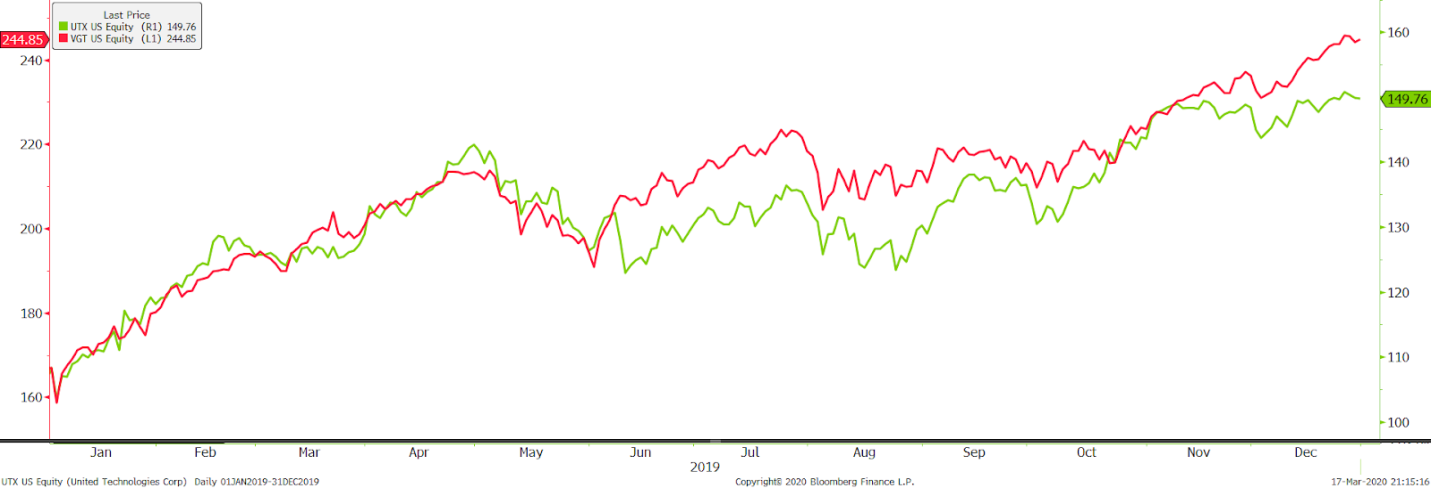 Last Price
UTX US Equity (R1) 149.76
VGT US Equity (L1) 244.85
244.85
240
220
200
180
160
160
149.76
140
130
120
110
100
Jan Feb Mar Apr May Jun Jul Aug Sep Oct Nov Dec
2019
UTX US Equity (United Technologies Corp) Daily 01JAN2019-31DEC2019 Copyright© 2020 Bloomberg Finance L.P. 17-Mar-2020 21:15:16